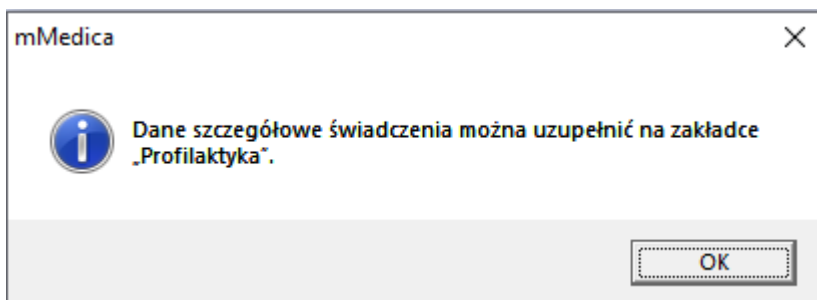 mMedica
Dane szczegółowe świadczenia można uzupełnić na zakładce
„Profilaktyka”.
OK